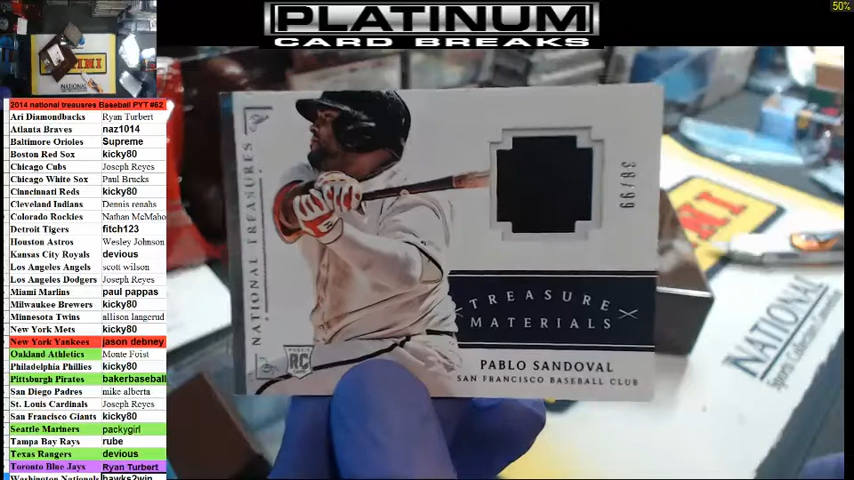 50%
PLATINUM
CARD BREAKS
2014 national treasures Baseball PYT #62
Ari Diamondbacks Ryan Turbert
Atlanta Braves naz1014
Baltimore Orioles Supreme
Boston Red Sox kicky80
Chicago Cubs Joseph Reyes
Chicago White Sox Paul Brucks
Cinncinati Reds kicky80
Cleveland Indians Dennis renahs
Colorado Rockies Nathan McMaho
Detroit Tigers fitch123
Houston Astros Wesley Johnson
Kansas City Royals devious
Los Angeles Angels scott wilson
Los Angeles Dodgers Joseph Reyes
Miami Marlins paul pappas
Milwaukee Brewers kicky80
Minnesota Twins allison langerud
New York Mets kicky80
New York Yankees jason debney
Oakland Athletics Monte Foist
Philadelphia Phillies kicky80
Pittsburgh Pirates bakerbaseball
San Diego Padres mike alberta
St. Louis Cardinals Joseph Reyes
San Francisco Giants kicky80
Seattle Mariners packygirl
Tampa Bay Rays rube
Texas Rangers devious
Toronto Blue Jays Ryan Turbert
Washington Nationals hawks2win
NATIONAL TREASURES
38/99
TREASURE
MATERIALS
RC
PABLO SANDOVAL
SAN FRANCISCO BASEBALL CLUB
NATIONAL
Sports Collectors